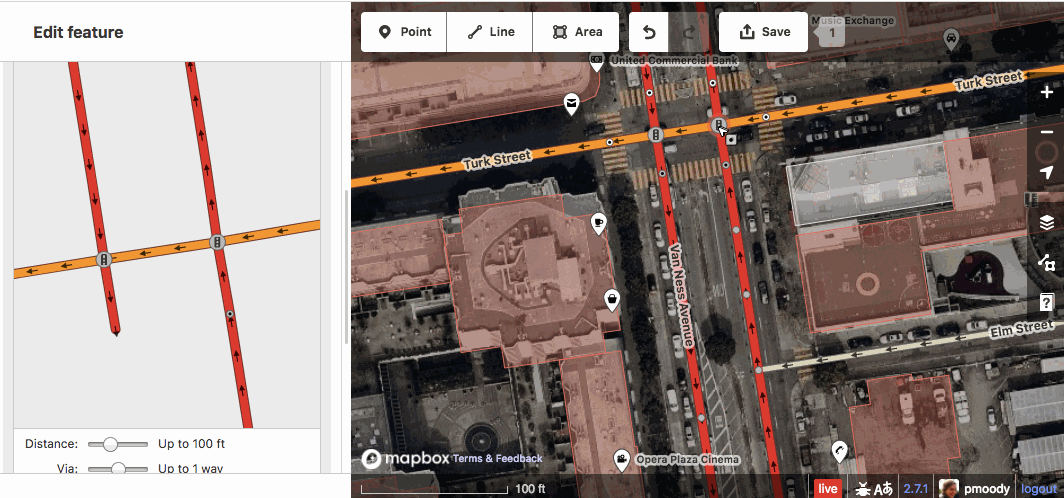 Edit feature
Point
Line
Area
Save
1
Music Exchange
United Commercial Bank
Turk Street
Turk Street
Van Ness Avenue
Elm Street
Distance:
Up to 100 ft
Via:
Up to 1 way
mapbox
Terms & Feedback
Opera Plaza Cinema
100 ft
live
2.7.1
pmoody
logout